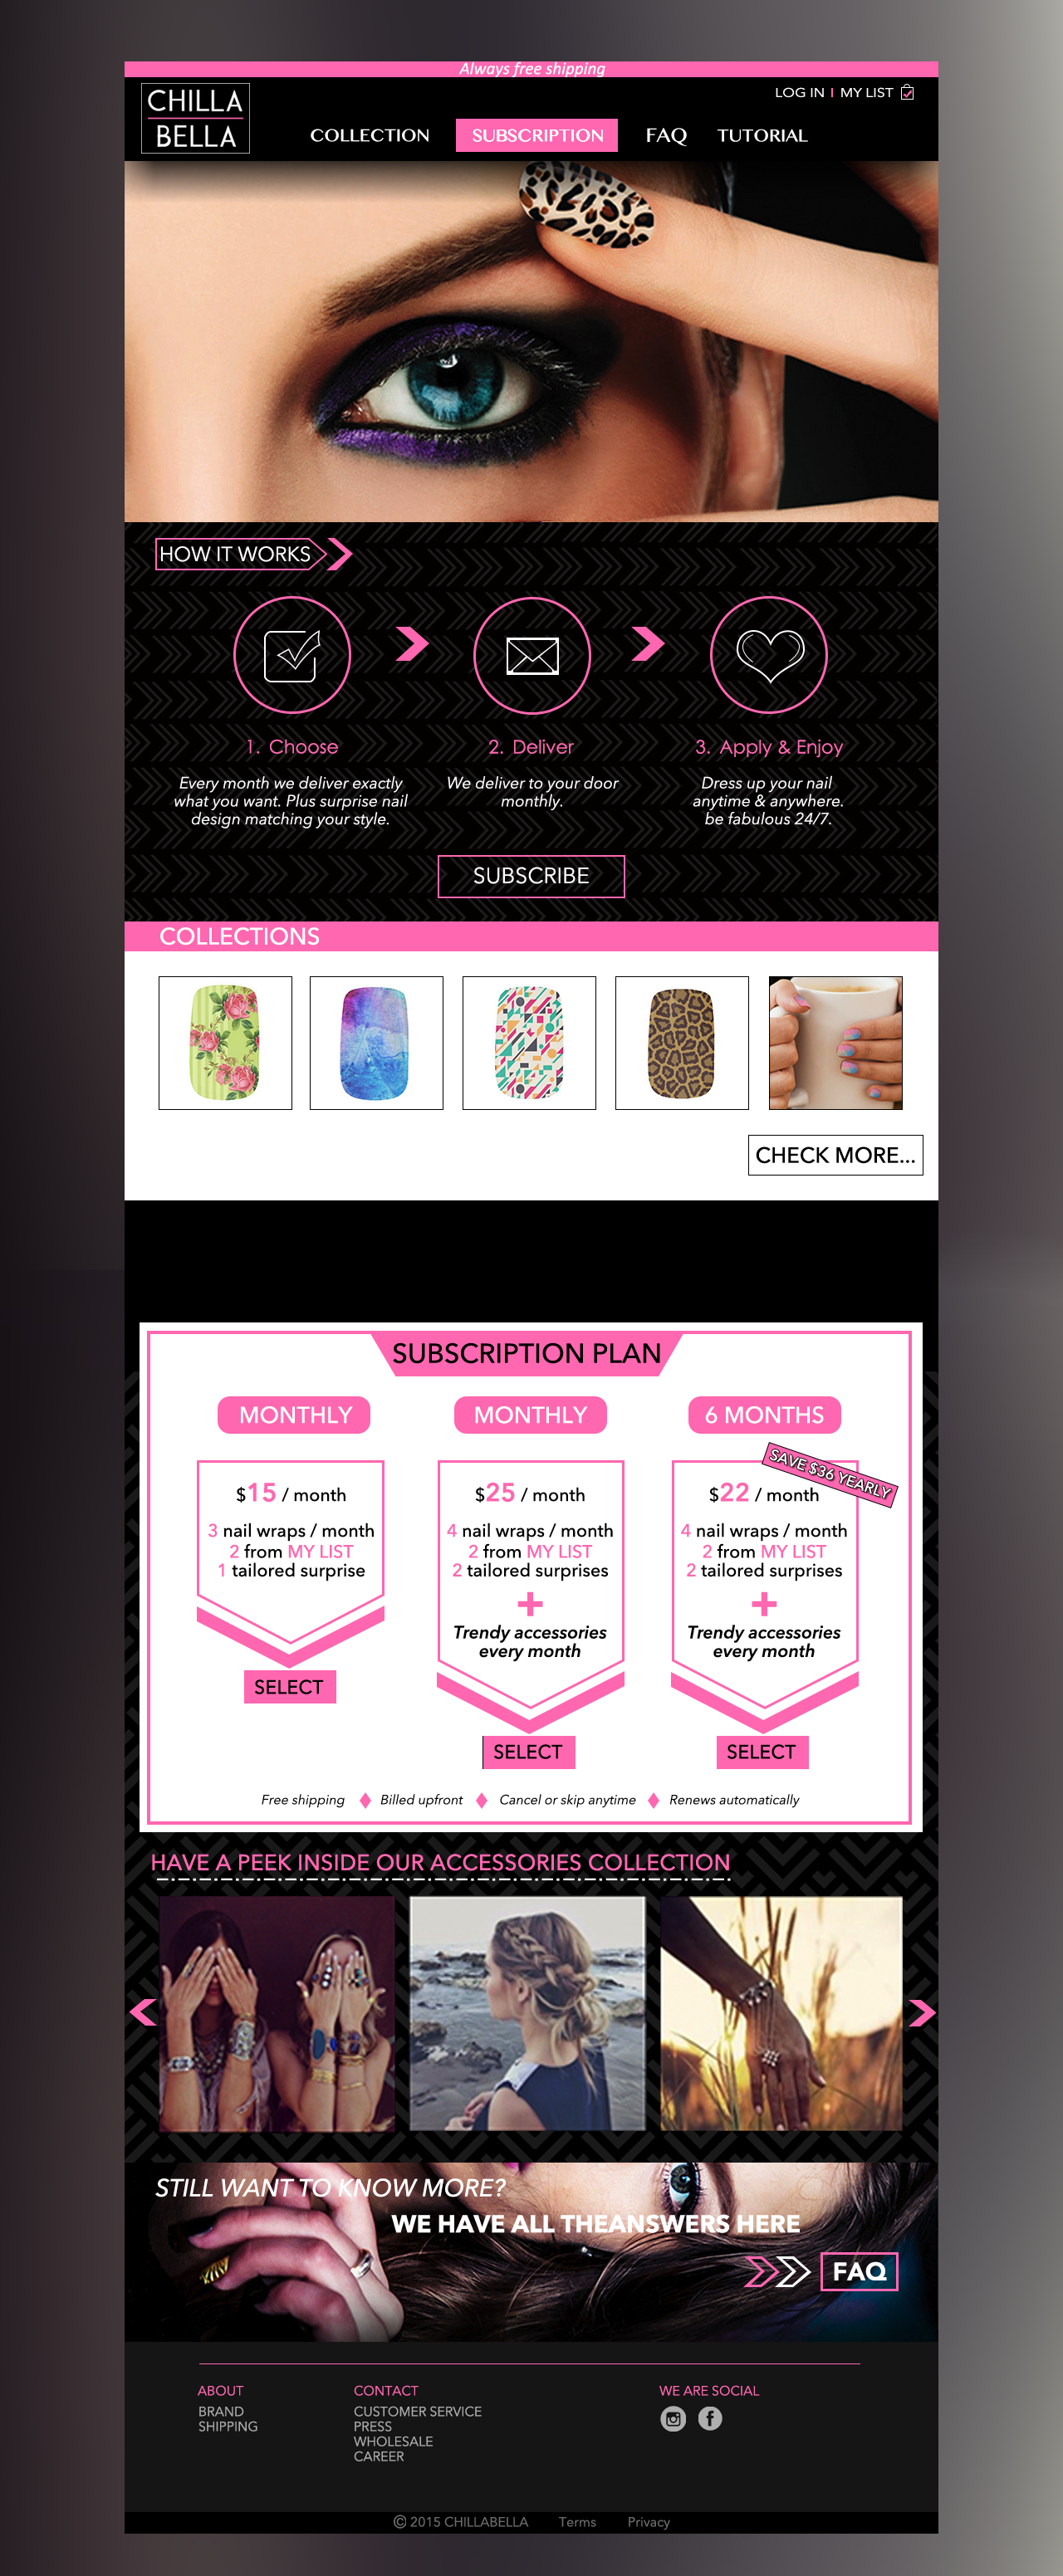 Always free shipping
CHILLA
BELLA
LOG IN | MY LIST
COLLECTION SUBSCRIPTION FAQ TUTORIAL
HOW IT WORKS
1. Choose
Every month we deliver exactly
what you want. Plus surprise nail
design matching your style.
2. Deliver
We deliver to your door
monthly.
3. Apply & Enjoy
Dress up your nail
anytime & anywhere.
be fabulous 24/7.
SUBSCRIBE
COLLECTIONS
CHECK MORE...
SUBSCRIPTION PLAN
MONTHLY
$15 / month
3 nail wraps / month
2 from MY LIST
1 tailored surprise
SELECT
MONTHLY
$25 / month
4 nail wraps / month
2 from MY LIST
2 tailored surprises
+
Trendy accessories
every month
SELECT
6 MONTHS
SAVE $36 YEARLY
$22 / month
4 nail wraps / month
2 from MY LIST
2 tailored surprises
+
Trendy accessories
every month
SELECT
Free shipping ♦ Billed upfront ♦ Cancel or skip anytime ♦ Renews automatically
HAVE A PEEK INSIDE OUR ACCESSORIES COLLECTION
STILL WANT TO KNOW MORE?
WE HAVE ALL THEANSWERS HERE
FAQ
ABOUT
BRAND
SHIPPING
CONTACT
CUSTOMER SERVICE
PRESS
WHOLESALE
CAREER
WE ARE SOCIAL
© 2015 CHILLABELLA Terms Privacy